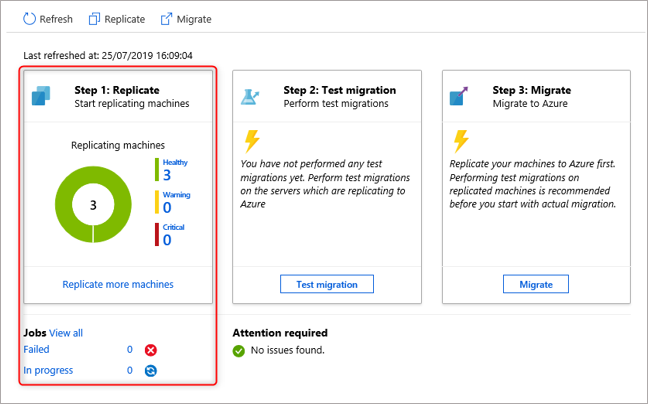 Refresh Replicate Migrate
Last refreshed at: 25/07/2019 16:09:04
Step 1: Replicate
Start replicating machines
Replicating machines
3
Healthy
3
Warning
0
Critical
0
Replicate more machines
Step 2: Test migration
Perform test migrations
You have not performed any test
migrations yet. Perform test migrations
on the servers which are replicating to
Azure
Test migration
Step 3: Migrate
Migrate to Azure
Replicate your machines to Azure first.
Performing test migrations on
replicated machines is recommended
before you start with actual migration.
Migrate
Jobs View all
Failed 0
In progress 0
Attention required
No issues found.